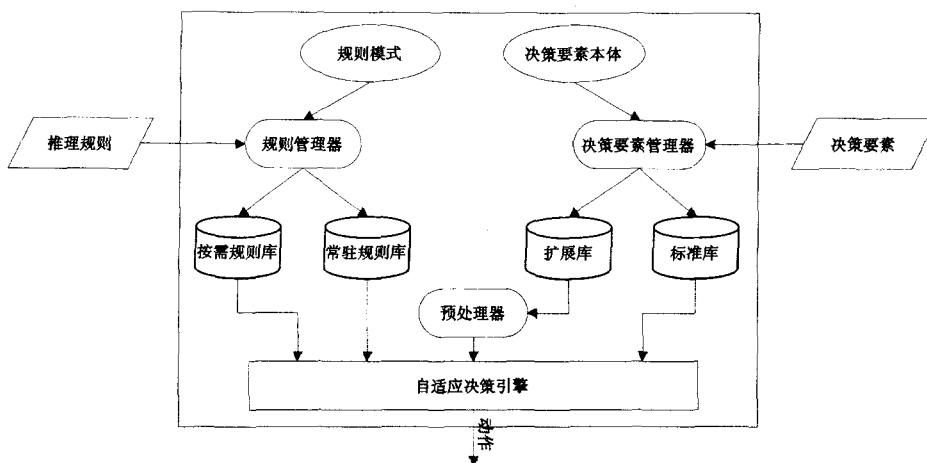 规则模式
决策要素本体
推理规则
规则管理器
决策要素管理器
决策要素
按需规则库
常驻规则库
扩展库
标准库
预处理器
自适应决策引擎
动作